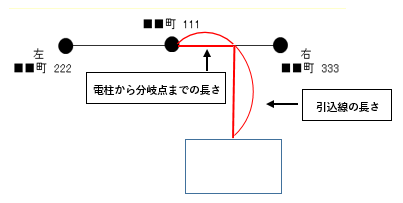 ■■町 111
左
■■町 222
右
■■町 333
電柱から分岐点までの長さ
引込線の長さ